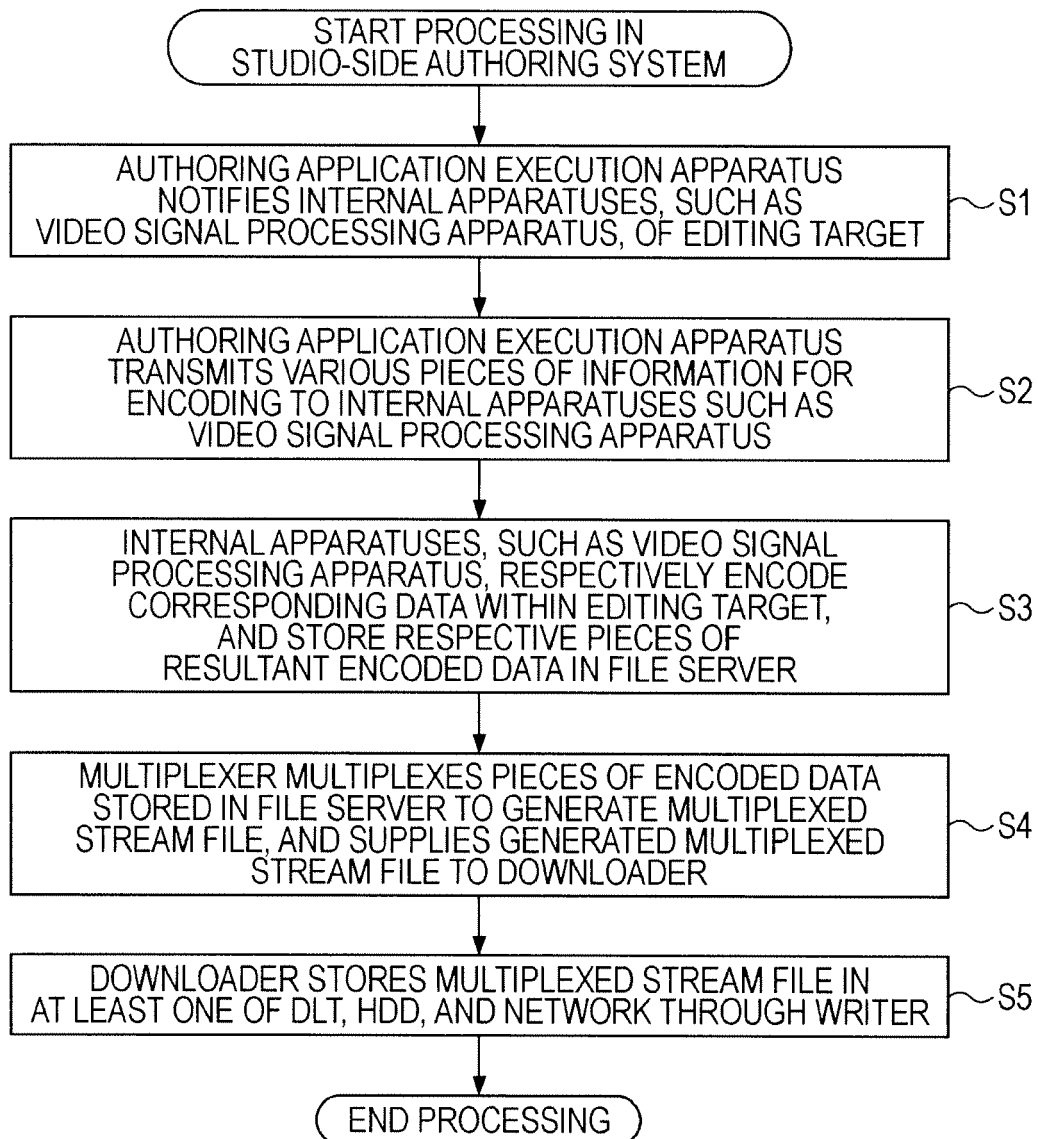 START PROCESSING IN
STUDIO-SIDE AUTHORING SYSTEM
AUTHORING APPLICATION EXECUTION APPARATUS
NOTIFIES INTERNAL APPARATUSES, SUCH AS
VIDEO SIGNAL PROCESSING APPARATUS, OF EDITING TARGET
S1
AUTHORING APPLICATION EXECUTION APPARATUS
TRANSMITS VARIOUS PIECES OF INFORMATION FOR
ENCODING TO INTERNAL APPARATUSES SUCH AS
VIDEO SIGNAL PROCESSING APPARATUS
S2
INTERNAL APPARATUSES, SUCH AS VIDEO SIGNAL
PROCESSING APPARATUS, RESPECTIVELY ENCODE
CORRESPONDING DATA WITHIN EDITING TARGET,
AND STORE RESPECTIVE PIECES OF
RESULTANT ENCODED DATA IN FILE SERVER
S3
MULTIPLEXER MULTIPLEXES PIECES OF ENCODED DATA
STORED IN FILE SERVER TO GENERATE MULTIPLEXED
STREAM FILE, AND SUPPLIES GENERATED MULTIPLEXED
STREAM FILE TO DOWNLOADER
S4
DOWNLOADER STORES MULTIPLEXED STREAM FILE IN
AT LEAST ONE OF DLT, HDD, AND NETWORK THROUGH WRITER
S5
END PROCESSING